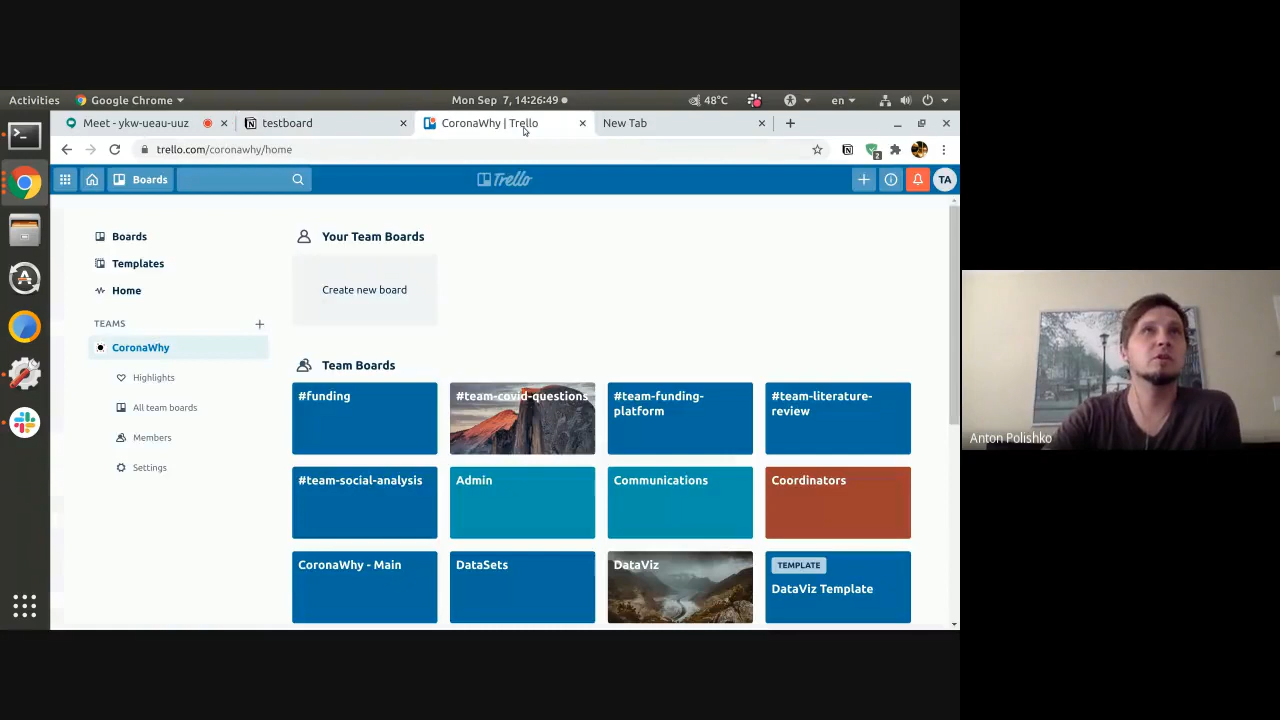 Activities
Google Chrome
Mon Sep 7, 14:26:49
48°C
en
Meet - ykw-ueau-uuz
testboard
CoronaWhy | Trello
New Tab
trello.com/coronawhy/home
2
Boards
Trello
TA
Boards
Templates
Home
TEAMS
CoronaWhy
Highlights
All team boards
Members
Settings
Your Team Boards
Create new board
Team Boards
#funding
#team-covid-questions
#team-funding-
platform
#team-literature-
review
#team-social-analysis
Admin
Communications
Coordinators
CoronaWhy - Main
DataSets
DataViz
TEMPLATE
DataViz Template
Anton Polishko